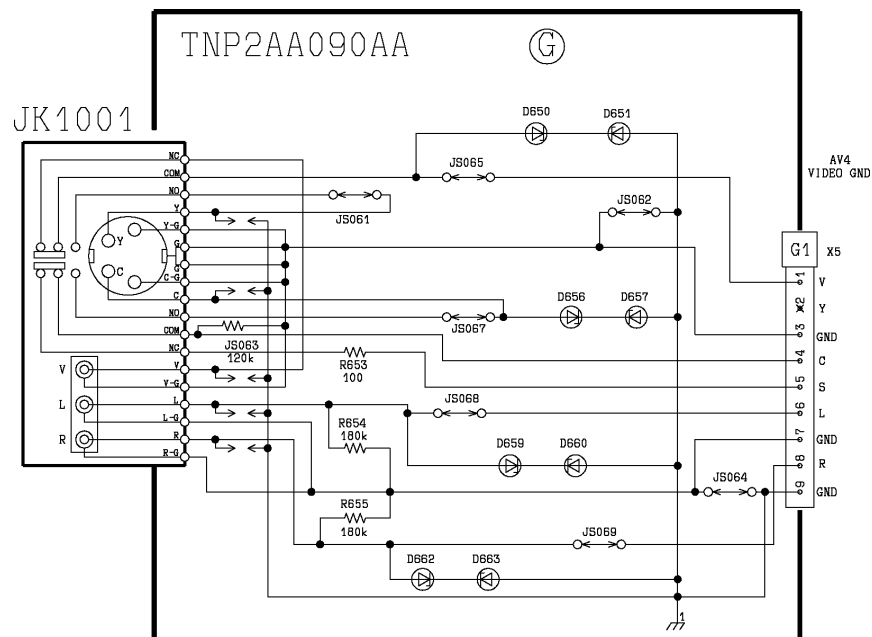 TNP2AA090AA
G
JK1001
D650
D651
AV4
VIDEO GND
NC
COM
JS065
NO
JS061
JS062
Y
Y-G
G
G
C-G
C
Y
C
G1
X5
1
V
2
Y
3
GND
4
C
5
S
6
L
7
GND
8
R
9
GND
NO
JS067
D656
D657
COM
JS063
120k
NC
R653
100
V
V
V-G
L
L
L-G
JS068
R654
180k
R
R
R-G
D659
D660
JS064
R655
180k
JS069
D662
D663
1